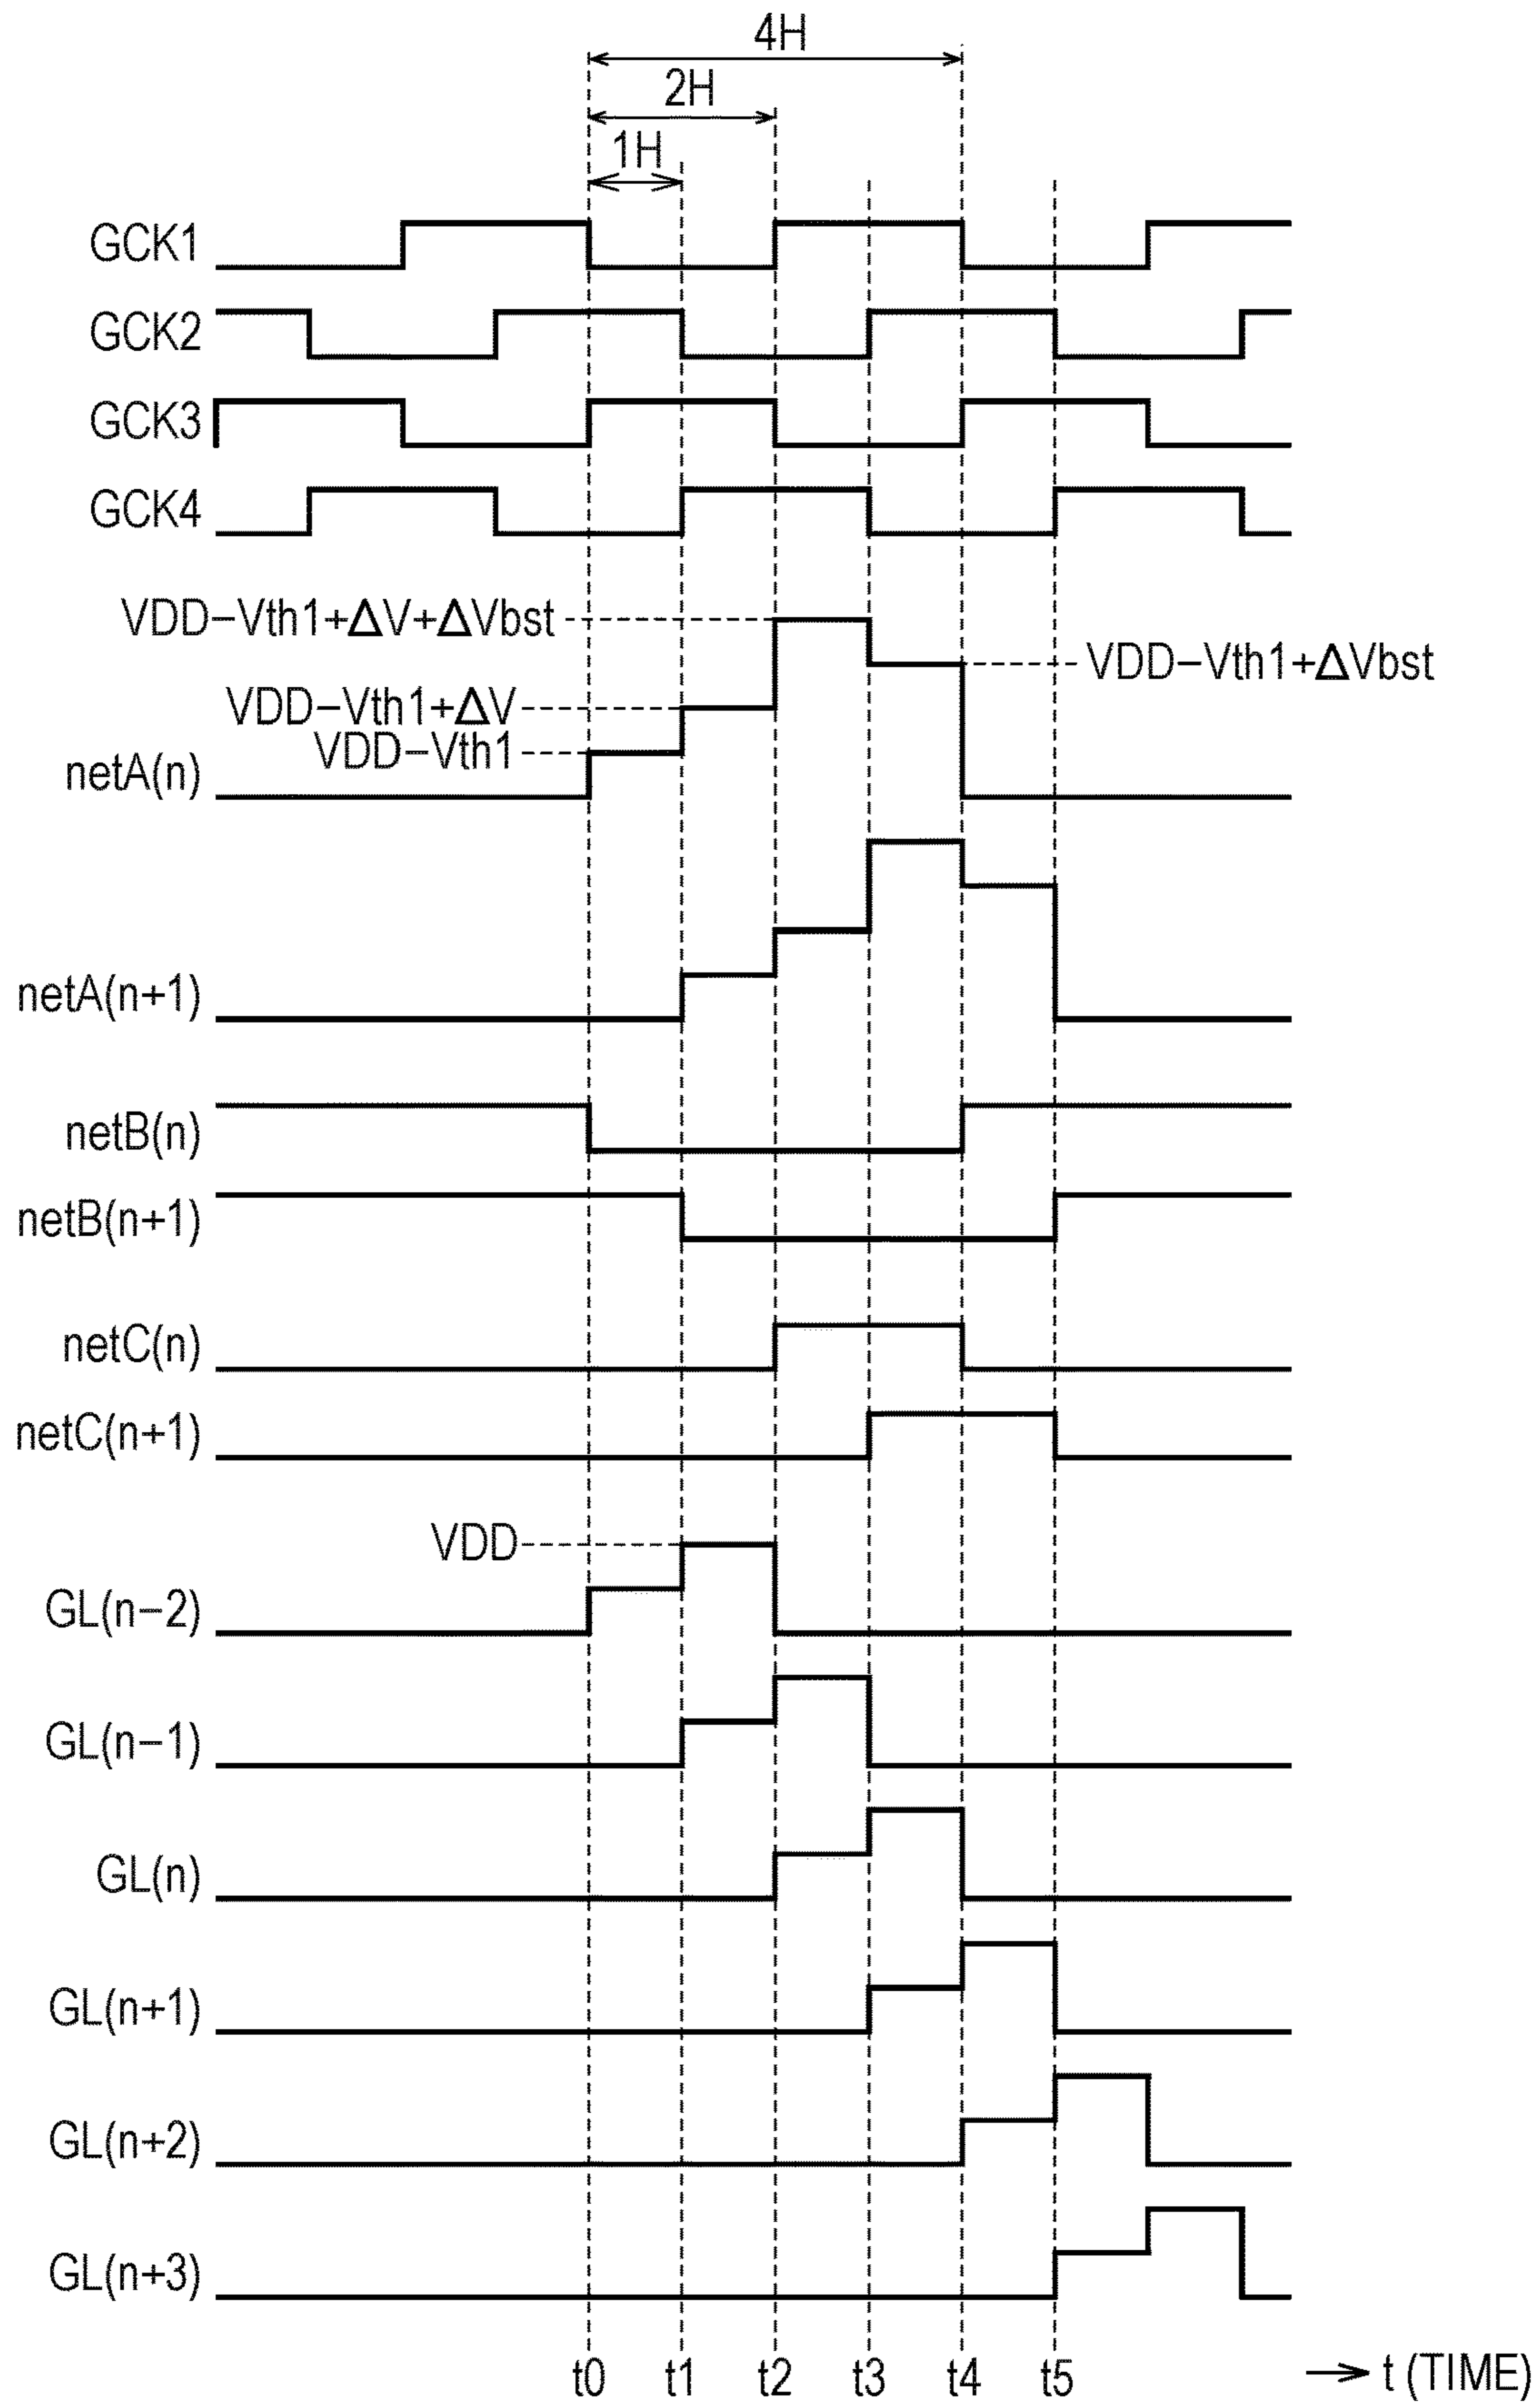 4H
2H
1H
GCK1
GCK2
GCK3
GCK4
VDD−Vth1+ΔV+ΔVbst
VDD−Vth1+ΔVbst
VDD−Vth1+ΔV
VDD−Vth1
netA(n)
netA(n+1)
netB(n)
netB(n+1)
netC(n)
netC(n+1)
VDD
GL(n−2)
GL(n−1)
GL(n)
GL(n+1)
GL(n+2)
GL(n+3)
t0 t1 t2 t3 t4 t5 → t (TIME)